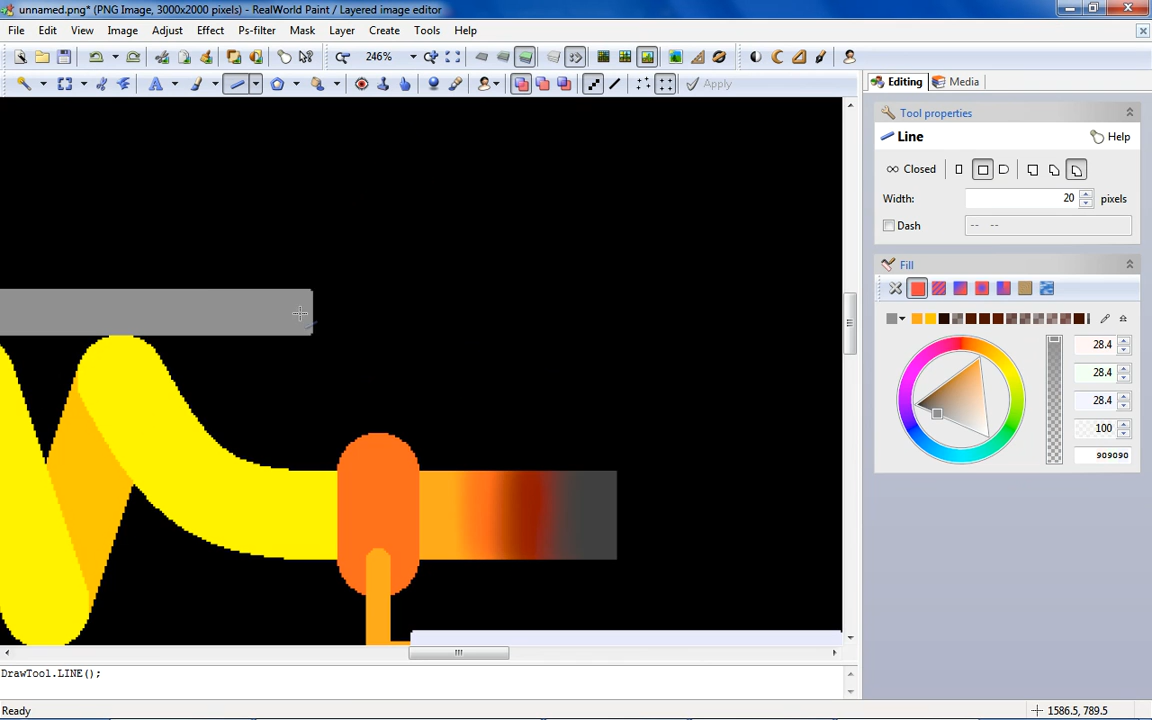 unnamed.png* (PNG Image, 3000x2000 pixels) - RealWorld Paint / Layered image editor
File Edit View Image Adjust Effect Ps-filter Mask Layer Create Tools Help
246%
Apply
Editing Media
Tool properties
Line Help
Closed
Width: 20 pixels
Dash -- --
Fill
28.4
28.4
28.4
100
909090
DrawTool.LINE();
Ready 1586.5, 789.5